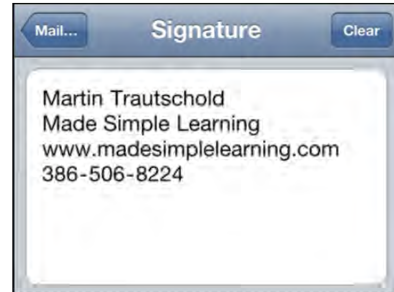 Mail...
Signature
Clear
Martin Trautschold
Made Simple Learning
www.madesimplelearning.com
386-506-8224